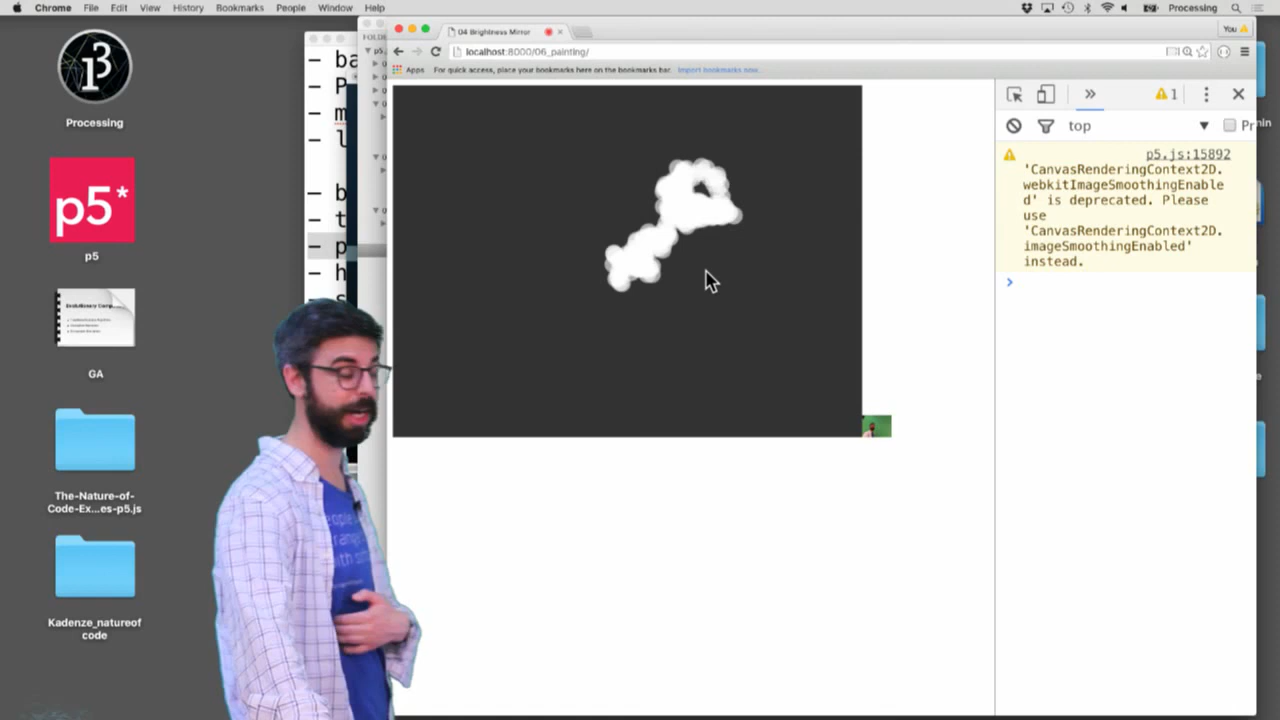 Chrome File Edit View History Bookmarks People Window Help Processing
Processing
p5*
p5
GA
The-Nature-of-
Code-Ex...es-p5.js
Kadenze_natureof
code
04 Brightness Mirror
You
localhost:8000/06_painting/
Apps For quick access, place your bookmarks here on the bookmarks bar. Import bookmarks now...
1
top
p5.js:15892
'CanvasRenderingContext2D.
webkitImageSmoothingEnable
d' is deprecated. Please
use
'CanvasRenderingContext2D.
imageSmoothingEnabled'
instead.